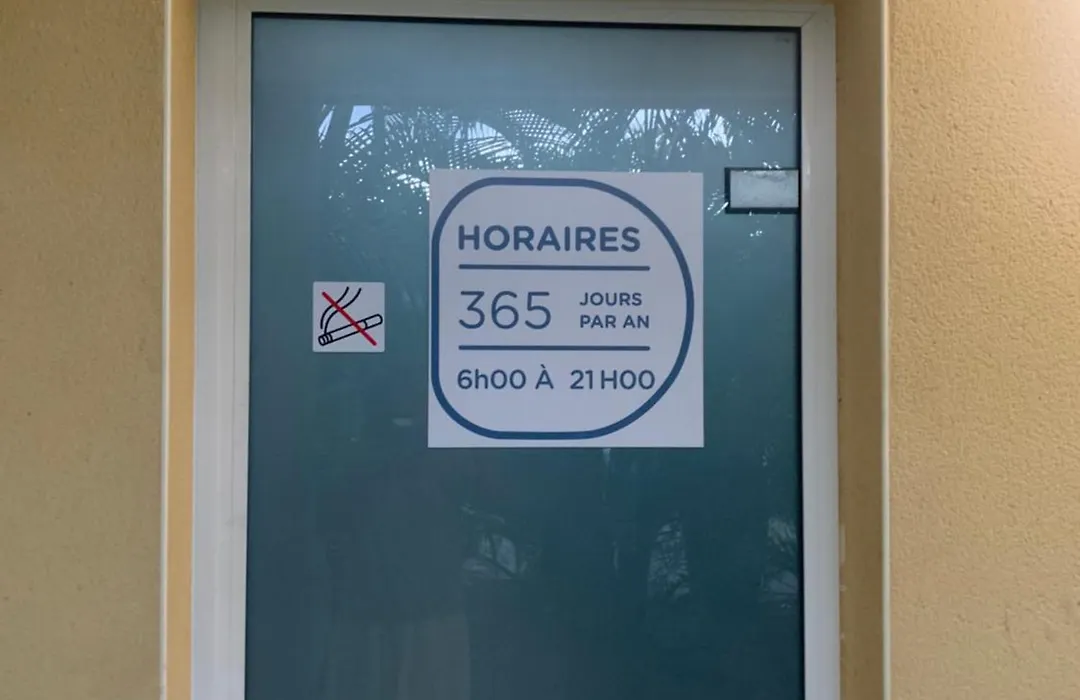 HORAIRES
365 JOURS
PAR AN
6h00 À 21H00